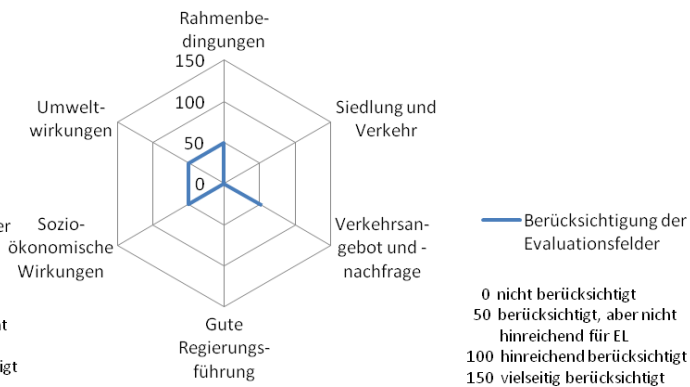 Rahmenbe-
dingungen
150
100
50
0
Siedlung und
Verkehr
Verkehrsan-
gebot und -
nachfrage
Gute
Regierungs-
führung
Sozio-
ökonomische
Wirkungen
Umwelt-
wirkungen
Berücksichtigung der
Evaluationsfelder
0 nicht berücksichtigt
50 berücksichtigt, aber nicht
hinreichend für EL
100 hinreichend berücksichtigt
150 vielseitig berücksichtigt